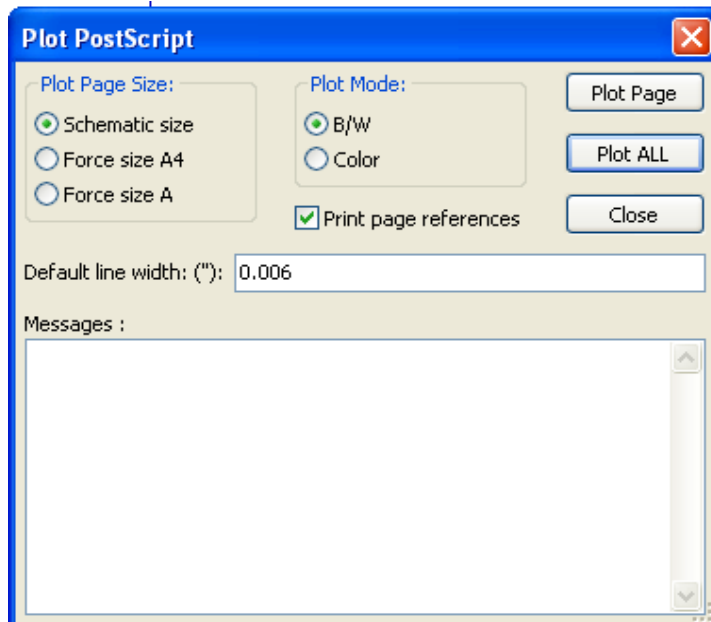 Plot PostScript
Plot Page Size:
Schematic size
Force size A4
Force size A
Plot Mode:
B/W
Color
Print page references
Plot Page
Plot ALL
Close
Default line width: ("): 0.006
Messages :